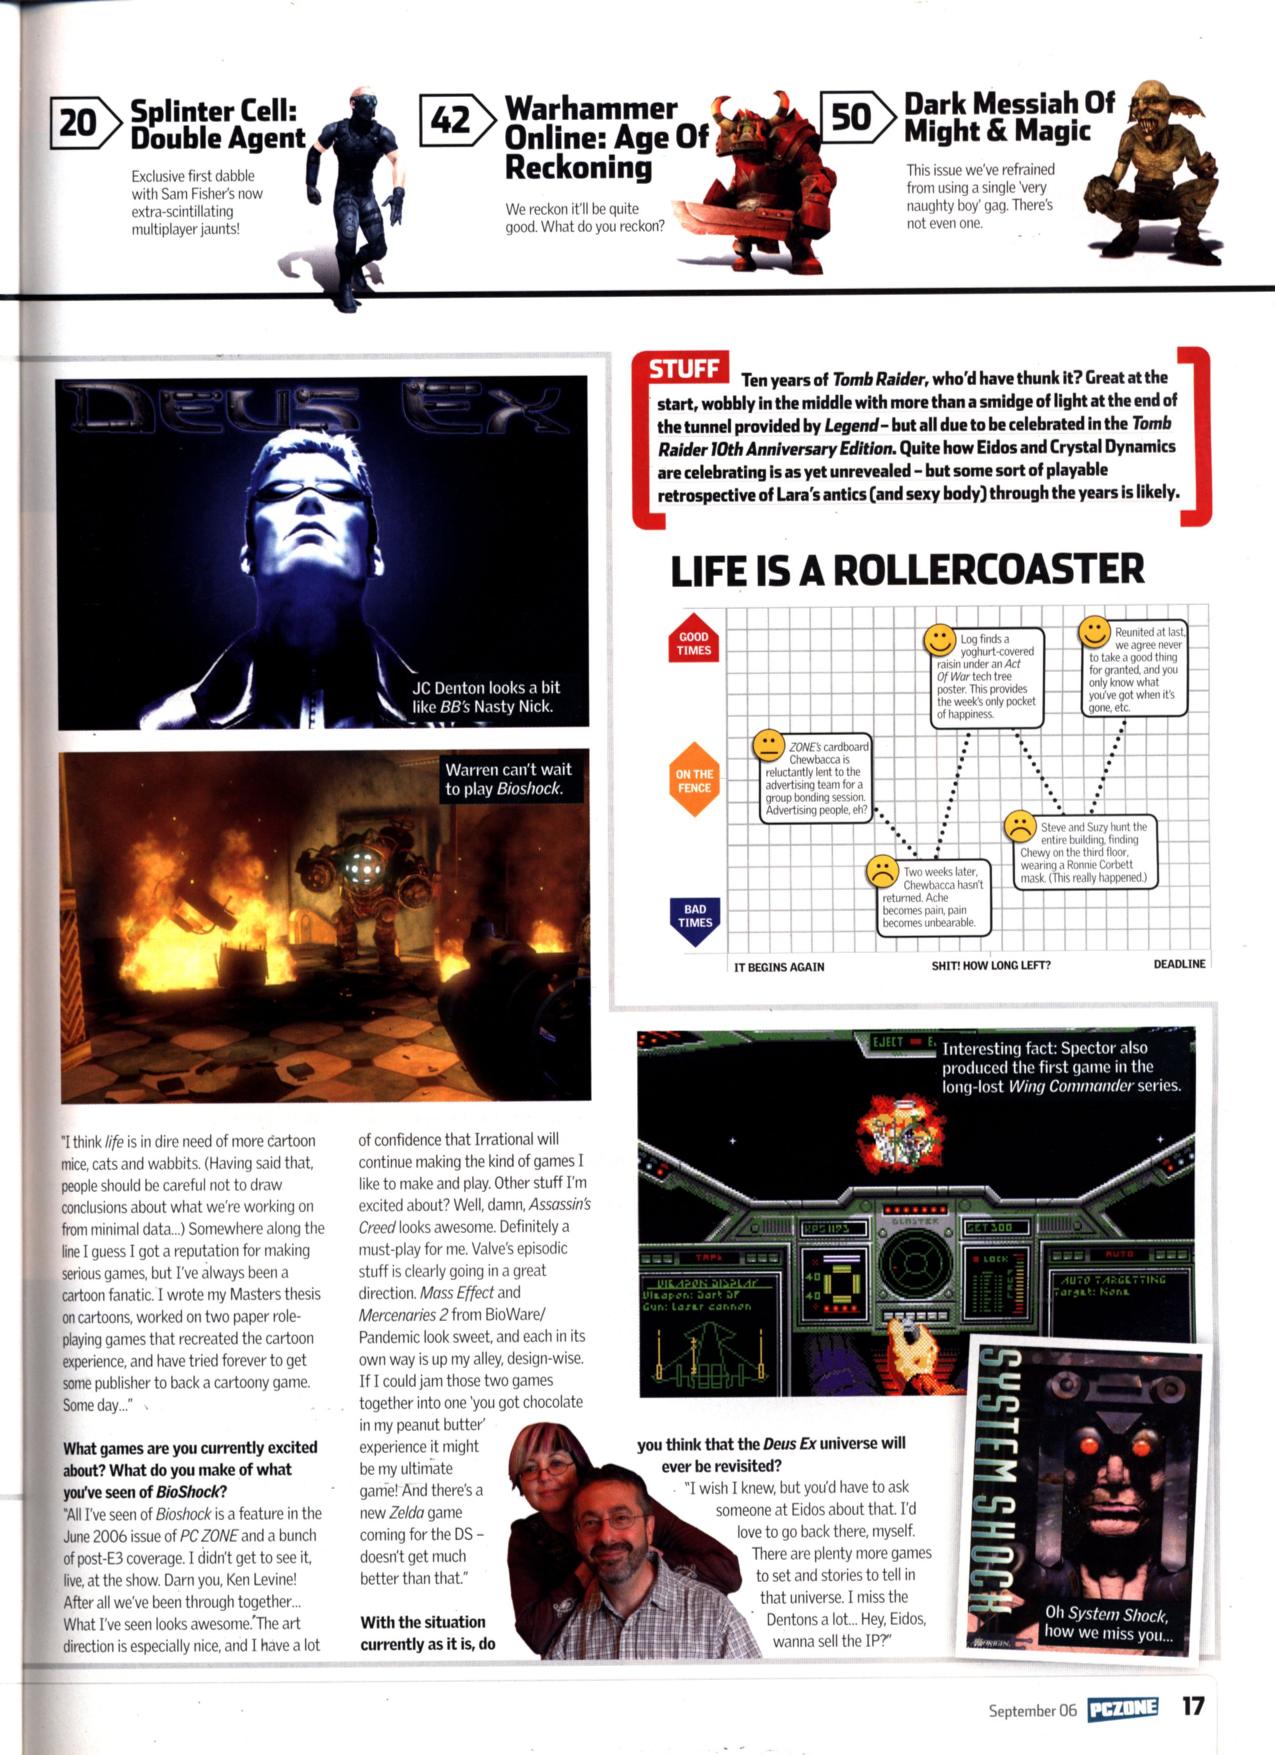 20
Splinter Cell:
Double Agent
Exclusive first dabble
with Sam Fisher's now
extra-scintillating
multiplayer jaunts!
42
Warhammer
Online: Age Of
Reckoning
We reckon it'll be quite
good. What do you reckon?
50
Dark Messiah Of
Might & Magic
This issue we've refrained
from using a single 'very
naughty boy' gag. There's
not even one.
DEUS EX
JC Denton looks a bit
like BB's Nasty Nick.
Warren can't wait
to play Bioshock.
STUFF
Ten years of Tomb Raider, who'd have thunk it? Great at the
start, wobbly in the middle with more than a smidge of light at the end of
the tunnel provided by Legend – but all due to be celebrated in the Tomb
Raider 10th Anniversary Edition. Quite how Eidos and Crystal Dynamics
are celebrating is as yet unrevealed – but some sort of playable
retrospective of Lara's antics (and sexy body) through the years is likely.
LIFE IS A ROLLERCOASTER
GOOD
TIMES
ON THE
FENCE
BAD
TIMES
ZONE's cardboard
Chewbacca is
reluctantly lent to the
advertising team for a
group bonding session.
Advertising people, eh?
Two weeks later,
Chewbacca hasn't
returned. Ache
becomes pain, pain
becomes unbearable.
Log finds a
yoghurt-covered
raisin under an Act
Of War tech tree
poster. This provides
the week's only pocket
of happiness.
Steve and Suzy hunt the
entire building, finding
Chewy on the third floor,
wearing a Ronnie Corbett
mask. (This really happened.)
Reunited at last,
we agree never
to take a good thing
for granted, and you
only know what
you've got when it's
gone, etc.
IT BEGINS AGAIN
SHIT! HOW LONG LEFT?
DEADLINE
"I think life is in dire need of more cartoon
mice, cats and wabbits. (Having said that,
people should be careful not to draw
conclusions about what we're working on
from minimal data...) Somewhere along the
line I guess I got a reputation for making
serious games, but I've always been a
cartoon fanatic. I wrote my Masters thesis
on cartoons, worked on two paper role-
playing games that recreated the cartoon
experience, and have tried forever to get
some publisher to back a cartoony game.
Some day..."
What games are you currently excited
about? What do you make of what
you've seen of BioShock?
"All I've seen of Bioshock is a feature in the
June 2006 issue of PC ZONE and a bunch
of post-E3 coverage. I didn't get to see it,
live, at the show. Darn you, Ken Levine!
After all we've been through together...
What I've seen looks awesome. The art
direction is especially nice, and I have a lot
of confidence that Irrational will
continue making the kind of games I
like to make and play. Other stuff I'm
excited about? Well, damn, Assassin's
Creed looks awesome. Definitely a
must-play for me. Valve's episodic
stuff is clearly going in a great
direction. Mass Effect and
Mercenaries 2 from BioWare/
Pandemic look sweet, and each in its
own way is up my alley, design-wise.
If I could jam those two games
together into one 'you got chocolate
in my peanut butter'
experience it might
be my ultimate
game! And there's a
new Zelda game
coming for the DS –
doesn't get much
better than that."
With the situation
currently as it is, do
EJECT
Interesting fact: Spector also
produced the first game in the
long-lost Wing Commander series.
KPS
BLASTER
SET 300
LOCK
AUTO
WEAPON DISPLAY
Weapon: Dart DF
Gun: Laser cannon
40
40
AUTO TARGETTING
Target: None
you think that the Deus Ex universe will
ever be revisited?
"I wish I knew, but you'd have to ask
someone at Eidos about that. I'd
love to go back there, myself.
There are plenty more games
to set and stories to tell in
that universe. I miss the
Dentons a lot... Hey, Eidos,
wanna sell the IP?"
SYSTEM SHOCK
Oh System Shock,
how we miss you...
ORIGIN
September 06 PCZONE 17